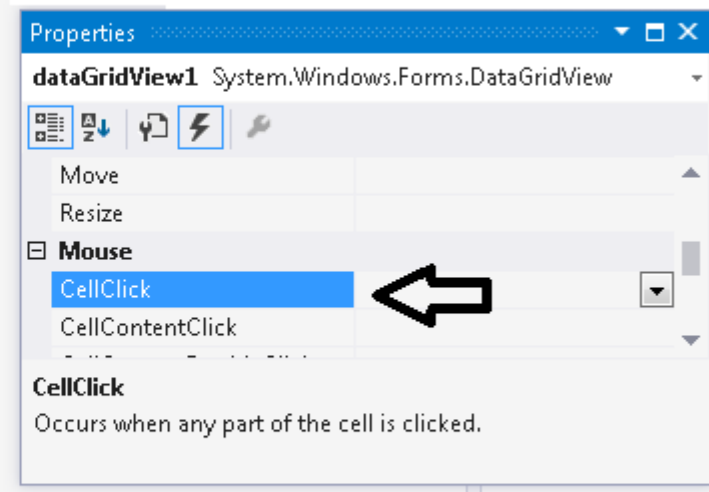 Properties
dataGridView1 System.Windows.Forms.DataGridView
Move
Resize
Mouse
CellClick
CellContentClick
CellClick
Occurs when any part of the cell is clicked.